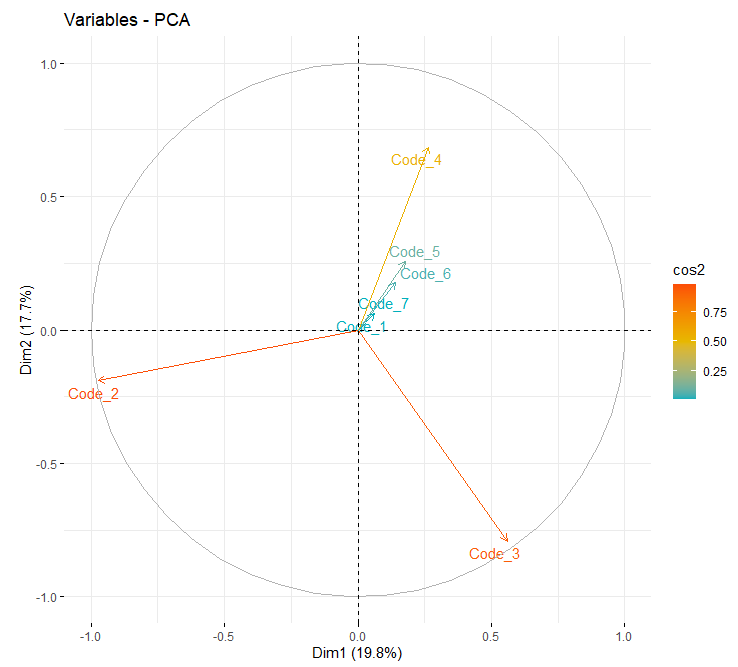 Variables - PCA
1.0
0.5
0.0
-0.5
-1.0
Dim2 (17.7%)
Code_4
Code_5
Code_6
Code_7
Code_1
Code_2
Code_3
-1.0
-0.5
0.0
0.5
1.0
Dim1 (19.8%)
cos2
0.75
0.50
0.25